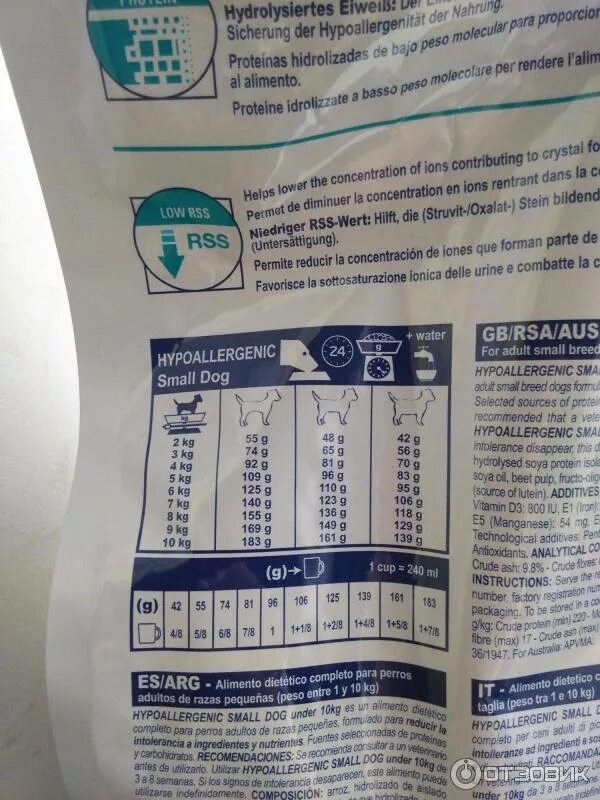 PROTEIN
Hydrolysiertes Eiweiß: Der
Sicherung der Hypoallergenität der Nahrung.
Proteínas hidrolizadas de bajo peso molecular para proporcion
al alimento.
Proteine idrolizzate a basso peso molecolare per rendere l'alim
LOW RSS
RSS
Helps lower the concentration of ions contributing to crystal fo
Permet de diminuer la concentration en ions rentrant dans la c
Niedriger RSS-Wert: Hilft, die (Struvit-/Oxalat-) Stein bildend
(Untersättigung).
Permite reducir la concentración de iones que forman parte de
Favorisce la sottosaturazione ionica delle urine e combatte la c
HYPOALLERGENIC
Small Dog
24
g
+ water
kg
2 kg 55 g 48 g 42 g
3 kg 74 g 65 g 56 g
4 kg 92 g 81 g 70 g
5 kg 109 g 96 g 83 g
6 kg 125 g 110 g 95 g
7 kg 140 g 123 g 106 g
8 kg 155 g 136 g 118 g
9 kg 169 g 149 g 129 g
10 kg 183 g 161 g 139 g
(g)→ 1 cup = 240 ml
(g) 42 55 74 81 96 106 125 139 161 183
4/8 5/8 6/8 7/8 1 1+1/8 1+2/8 1+4/8 1+5/8 1+7/8
ES/ARG - Alimento dietético completo para perros
adultos de razas pequeñas (peso entre 1 y 10 kg)
HYPOALLERGENIC SMALL DOG under 10kg es un alimento dietético
completo para perros adultos de razas pequeñas, formulado para reducir la
intolerancia a ingredientes y nutrientes. Fuentes seleccionadas de proteínas
y carbohidratos. RECOMENDACIONES: Se recomienda consultar a un veterinario
antes de utilizarlo. Utilizar HYPOALLERGENIC SMALL DOG under 10kg de
3 a 8 semanas. Si los signos de intolerancia desaparecen, este alimento puede
utilizarse indefinidamente. COMPOSICIÓN: arroz, hidrolizado de aislado
GB/RSA/AUS
For adult small breed
HYPOALLERGENIC SMA
adult small breed dogs formul
Selected sources of protein
recommended that a vete
HYPOALLERGENIC SMAL
intolerance disappear, this d
hydrolysed soya protein isola
soya oil, beet pulp, fructo-olig
(source of lutein). ADDITIVES
Vitamin D3: 800 IU, E1 (Iron):
E5 (Manganese): 54 mg, E
Technological additives: Pent
Antioxidants. ANALYTICAL CO
Crude ash: 9.8% - Crude fibres:
INSTRUCTIONS: Serve the r
number, factory registration num
packaging. To be stored in a co
g/kg: Crude protein (min) 220 - Mo
fibre (max) 17 - Crude ash (max)
36/1947. For Australia: APVMA:
IT - Alimento dietetico c
taglia (peso tra 1 e 10 kg)
HYPOALLERGENIC SMALL D
completo per cani adulti di picc
intolleranze ad ingredienti e sos
RACCOMANDA
under 10kg da 3 a 8 settimane.
ОТЗОВИК